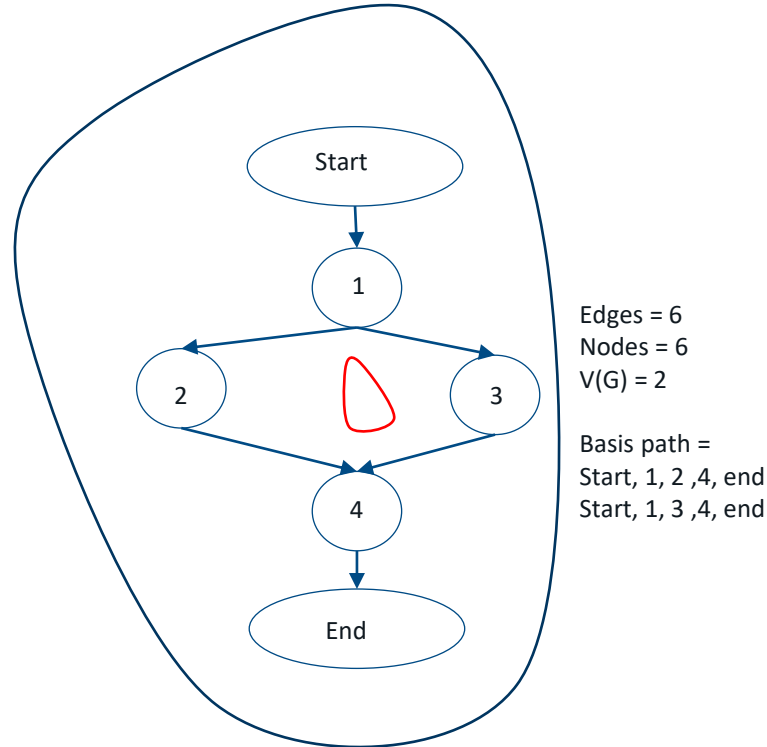 Start
1
2
3
4
End
Edges = 6
Nodes = 6
V(G) = 2
Basis path =
Start, 1, 2 ,4, end
Start, 1, 3 ,4, end